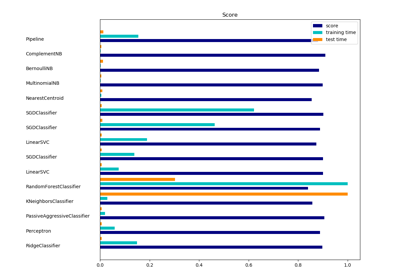 Score
score
training time
test time
Pipeline
ComplementNB
BernoulliNB
MultinomialNB
NearestCentroid
SGDClassifier
SGDClassifier
LinearSVC
SGDClassifier
LinearSVC
RandomForestClassifier
KNeighborsClassifier
PassiveAggressiveClassifier
Perceptron
RidgeClassifier
0.0 0.2 0.4 0.6 0.8 1.0